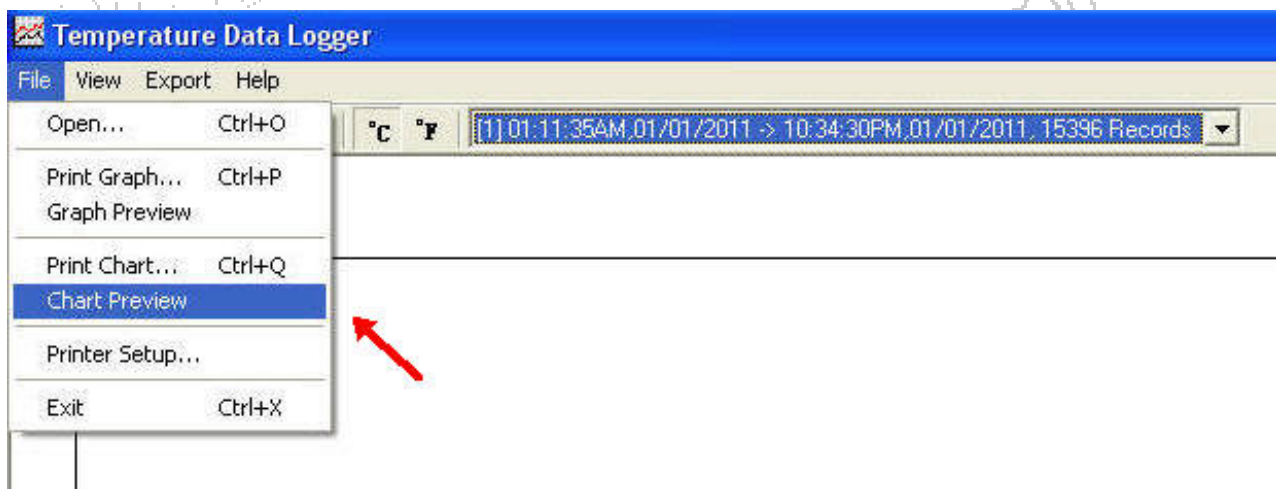 Temperature Data Logger
File View Export Help
°C °F [1] 01:11:35AM,01/01/2011 -> 10:34:30PM,01/01/2011, 15396 Records
Open... Ctrl+O
Print Graph... Ctrl+P
Graph Preview
Print Chart... Ctrl+Q
Chart Preview
Printer Setup...
Exit Ctrl+X